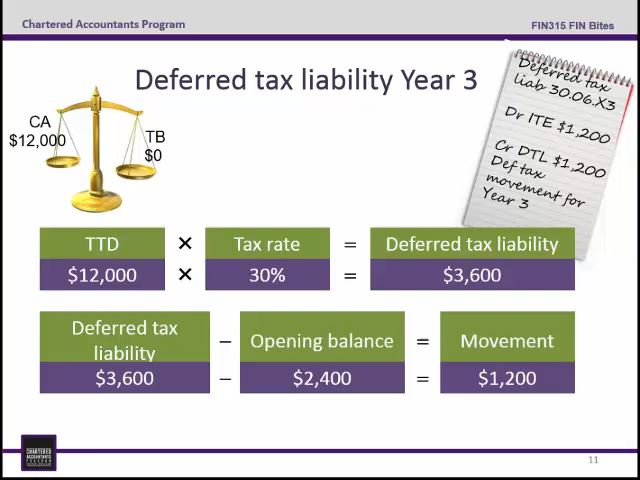 Chartered Accountants Program
FIN315 FIN Bites
Deferred tax liability Year 3
CA
$12,000
TB
$0
Deferred tax
liab 30.06.X3
Dr ITE $1,200
Cr DTL $1,200
Def tax
movement for
Year 3
TTD × Tax rate = Deferred tax liability
$12,000 × 30% = $3,600
Deferred tax
liability
– Opening balance = Movement
$3,600 – $2,400 = $1,200
CHARTERED
ACCOUNTANTS
11